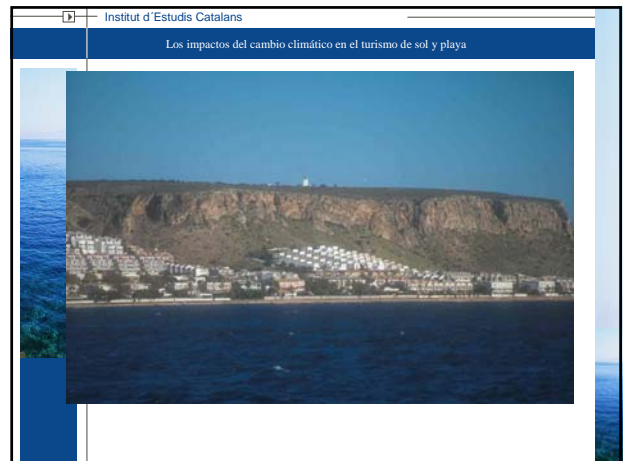 Institut d´Estudis Catalans
Los impactos del cambio climático en el turismo de sol y playa